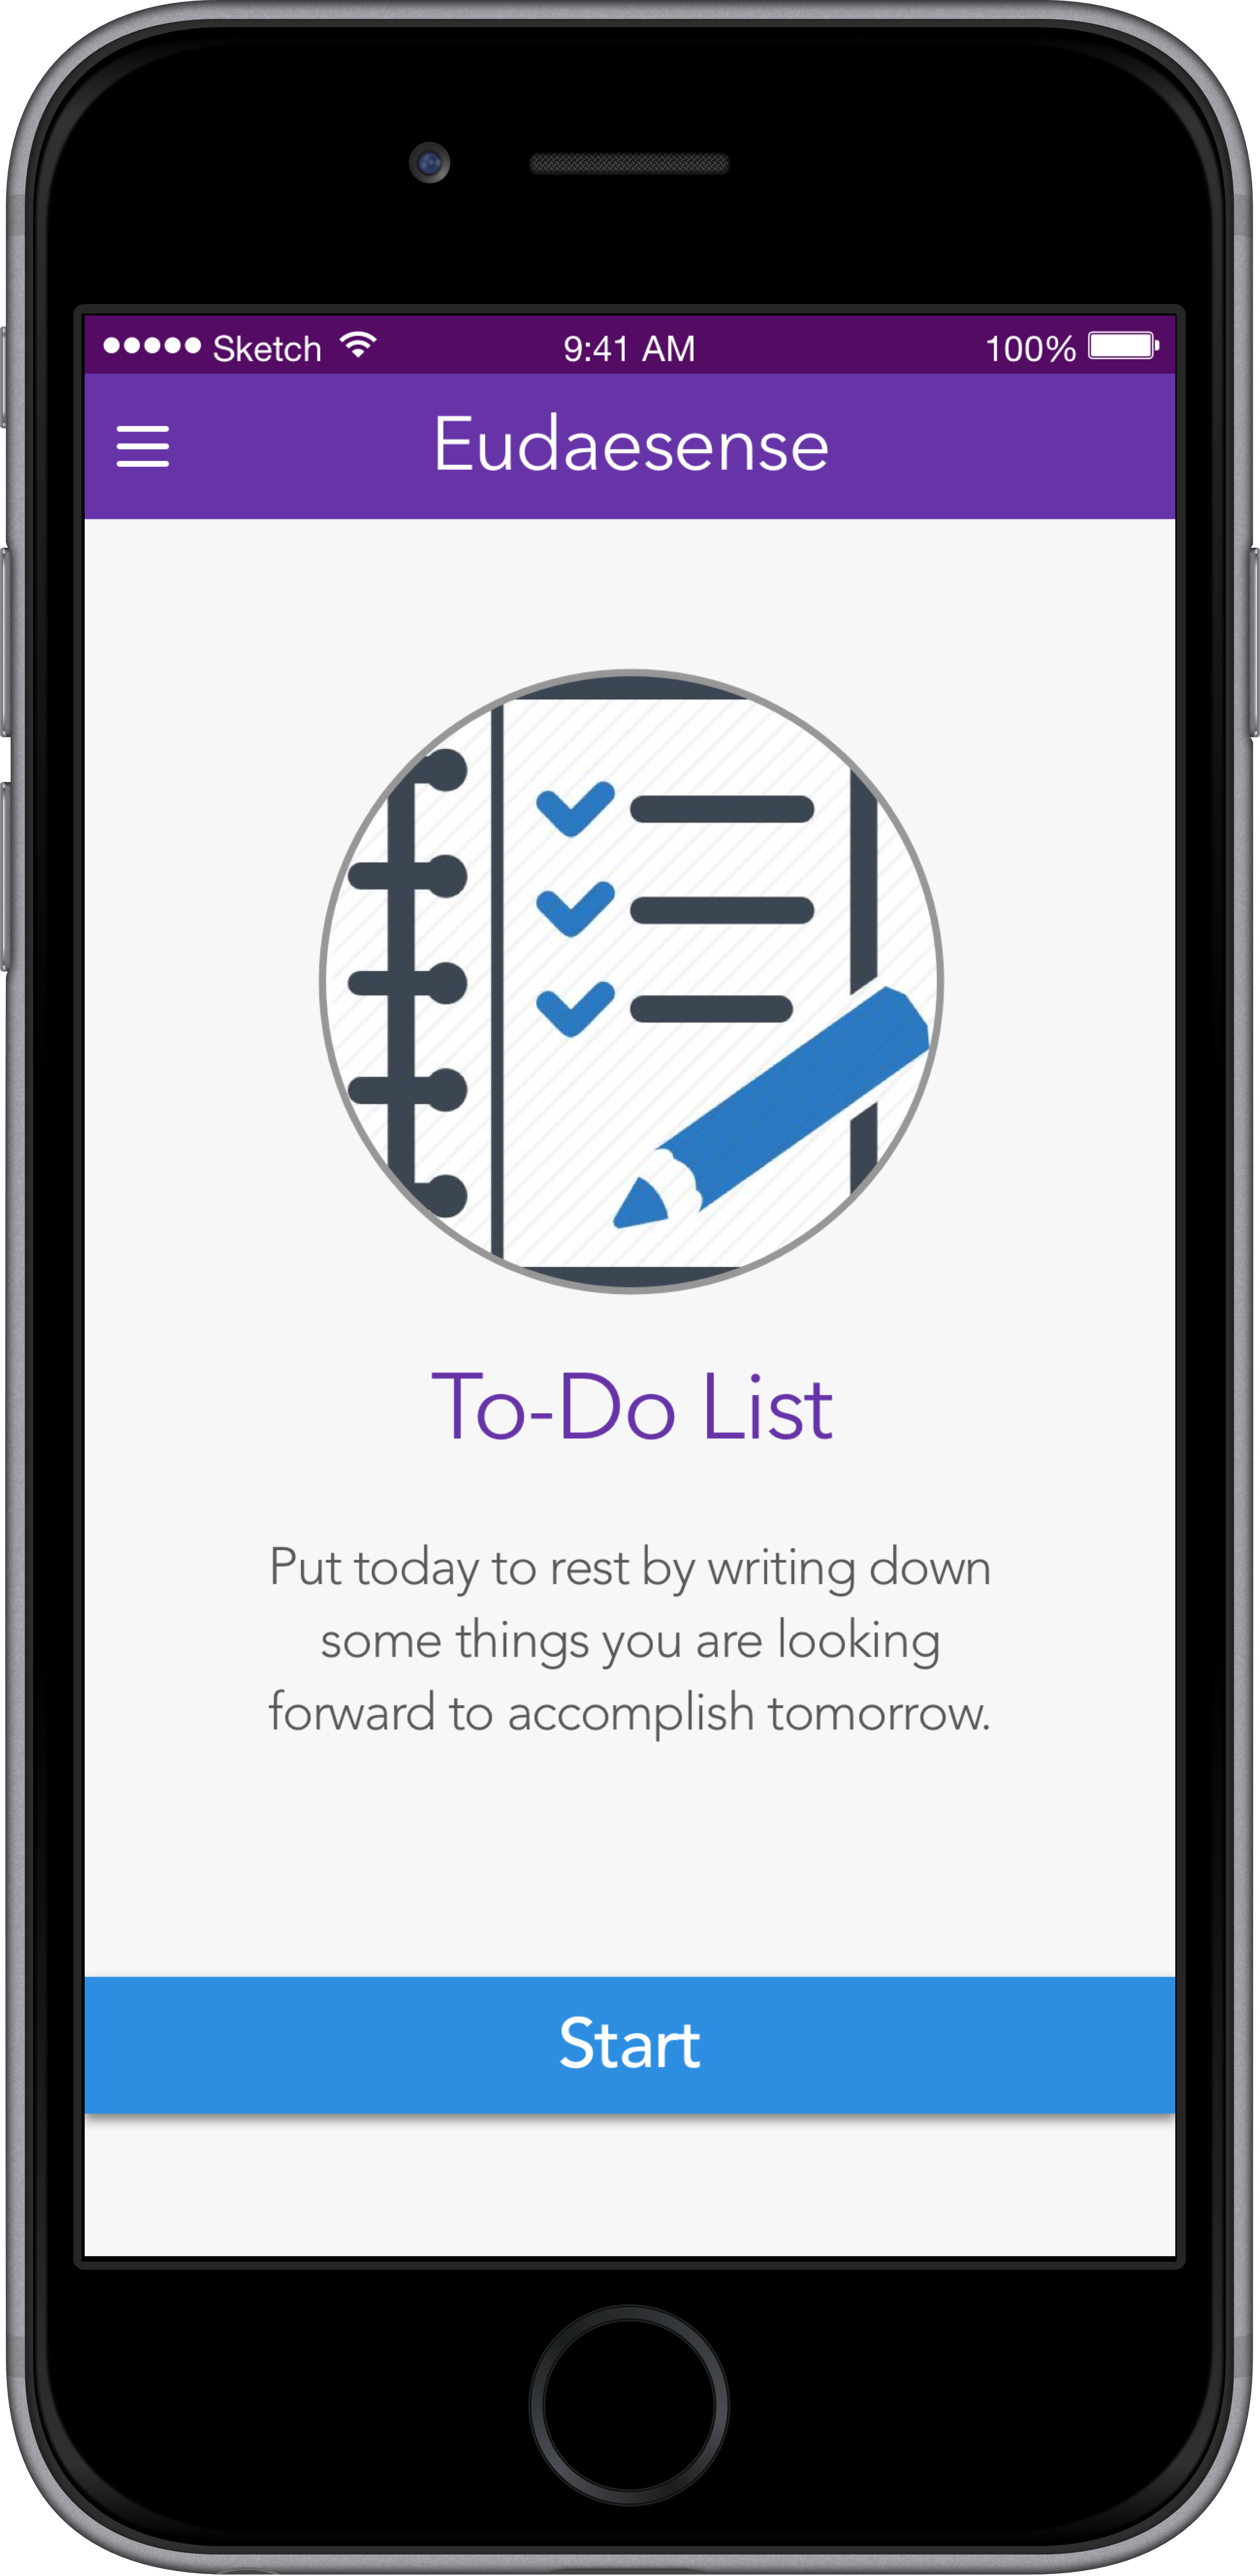 Sketch 9:41 AM 100%
Eudaesense
To-Do List
Put today to rest by writing down
some things you are looking
forward to accomplish tomorrow.
Start